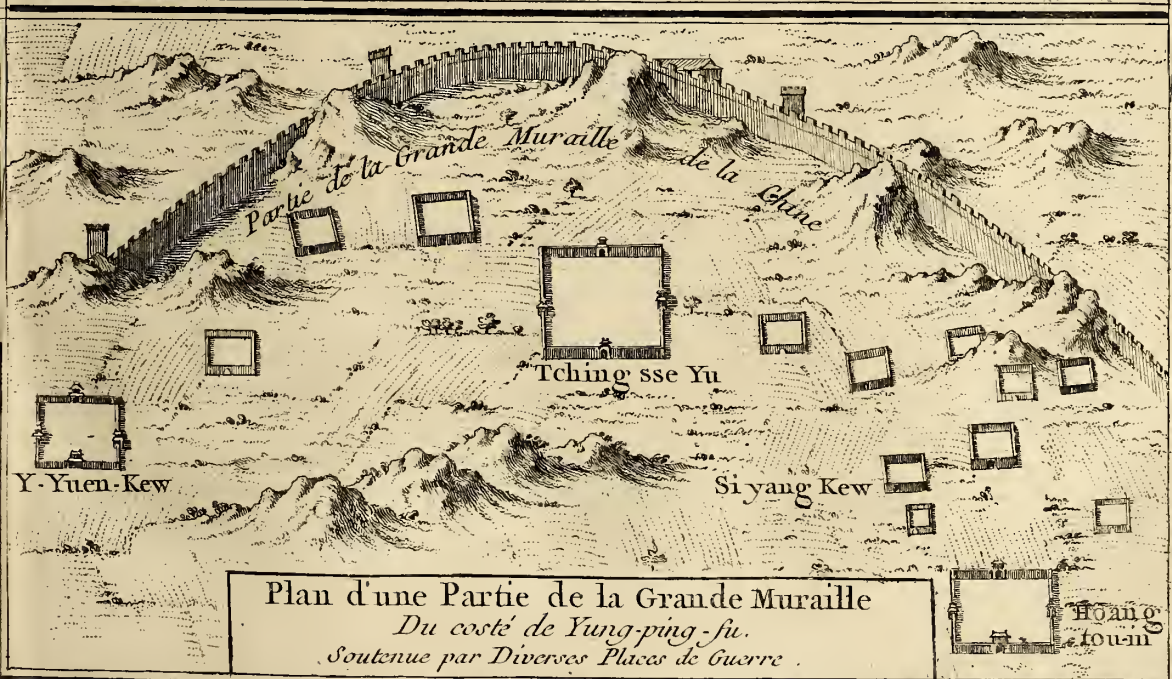 Partie de la Grande Muraille de la Chine
Tching sse Yu
Y-Yuen-Kew
Si yang Kew
Hoang
tou-in
Plan d'une Partie de la Grande Muraille
Du costé de Yung-ping-fu.
Soutenue par Diverses Places de Guerre.